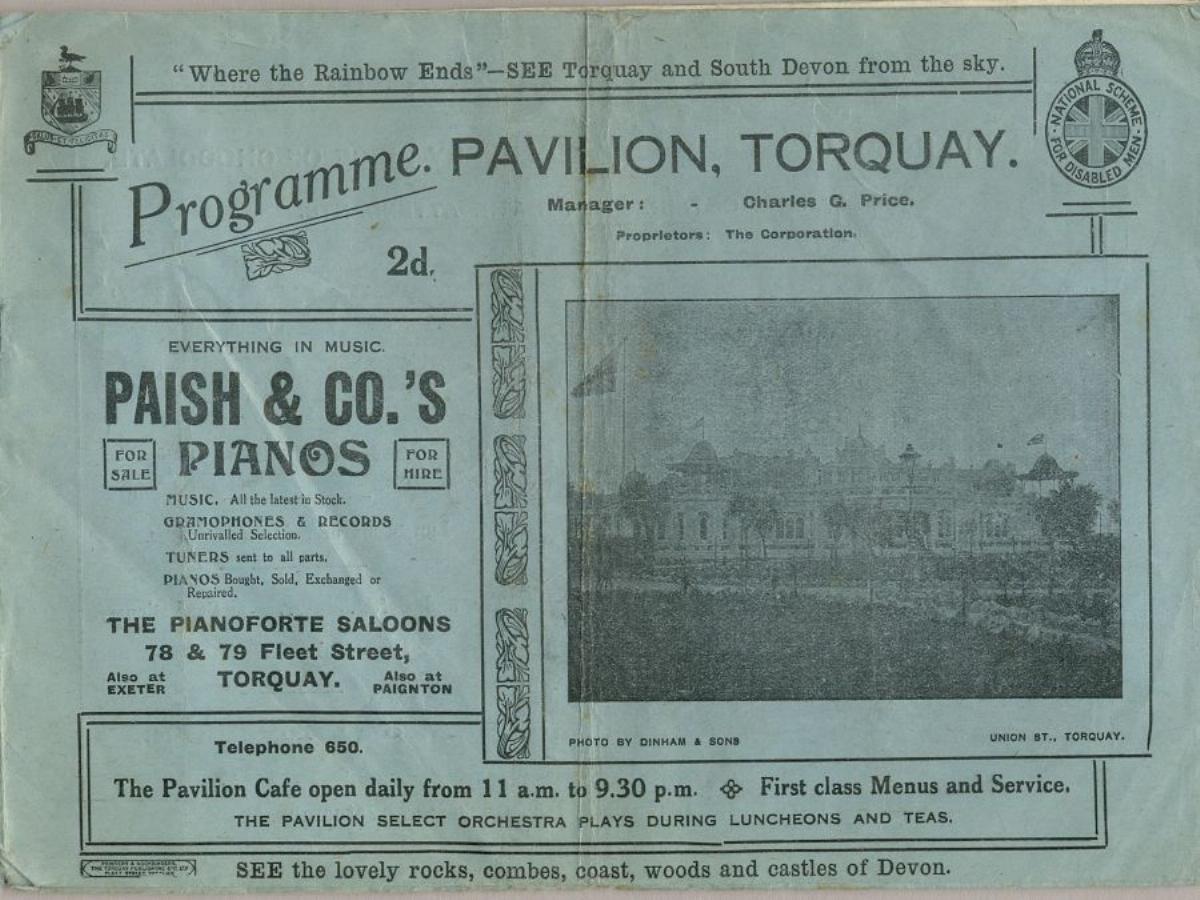 "Where the Rainbow Ends"—SEE Torquay and South Devon from the sky.
SALUS ET FELICITAS
NATIONAL SCHEME FOR DISABLED MEN.
Programme.
PAVILION, TORQUAY.
Manager: - Charles G. Price.
Proprietors: The Corporation.
2d.
EVERYTHING IN MUSIC.
PAISH & CO.'S
FOR SALE
PIANOS
FOR HIRE
MUSIC. All the latest in Stock.
GRAMOPHONES & RECORDS
Unrivalled Selection.
TUNERS sent to all parts.
PIANOS Bought, Sold, Exchanged or
Repaired.
THE PIANOFORTE SALOONS
78 & 79 Fleet Street,
Also at EXETER
TORQUAY.
Also at PAIGNTON
PHOTO BY DINHAM & SONS
UNION ST., TORQUAY.
Telephone 650.
The Pavilion Cafe open daily from 11 a.m. to 9.30 p.m. First class Menus and Service.
THE PAVILION SELECT ORCHESTRA PLAYS DURING LUNCHEONS AND TEAS.
SEE the lovely rocks, combes, coast, woods and castles of Devon.